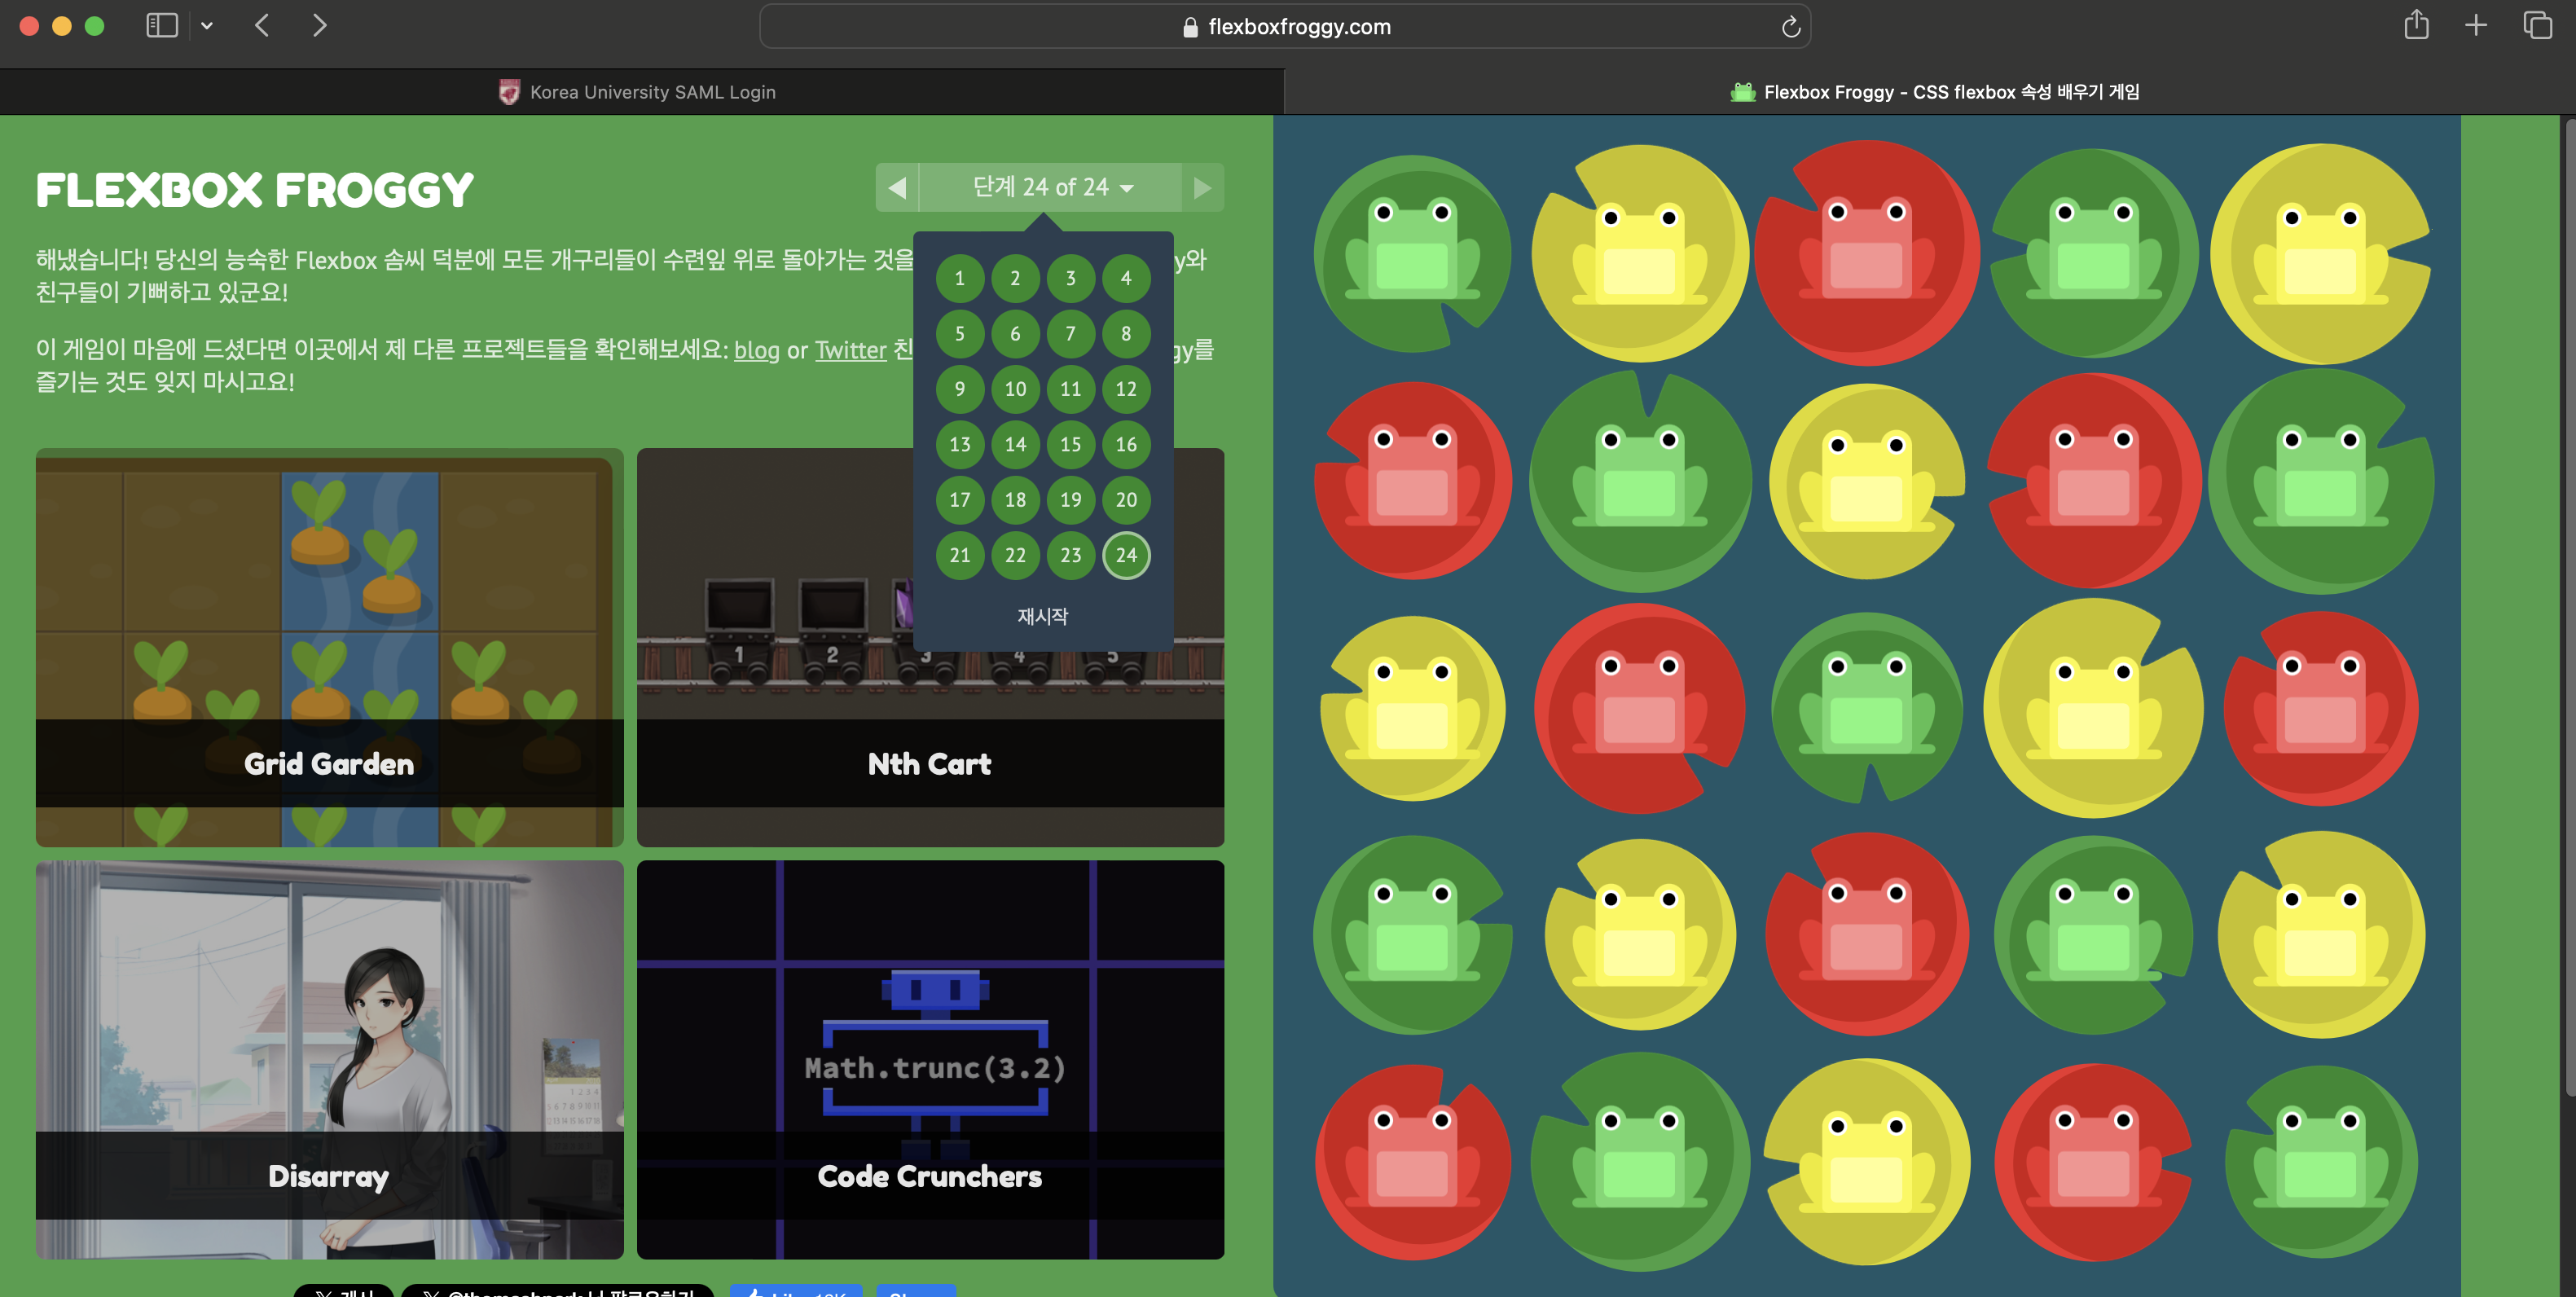 flexboxfroggy.com
Korea University SAML Login
Flexbox Froggy - CSS flexbox 속성 배우기 게임
FLEXBOX FROGGY
단계 24 of 24
해냈습니다! 당신의 능숙한 Flexbox 솜씨 덕분에 모든 개구리들이 수련잎 위로 돌아가는 것을 y와
친구들이 기뻐하고 있군요!
이 게임이 마음에 드셨다면 이곳에서 제 다른 프로젝트들을 확인해보세요: blog or Twitter 친 gy를
즐기는 것도 잊지 마시고요!
1 2 3 4
5 6 7 8
9 10 11 12
13 14 15 16
17 18 19 20
21 22 23 24
재시작
1 2 3 4 5
Grid Garden
Nth Cart
Math.trunc(3.2)
Disarray
Code Crunchers